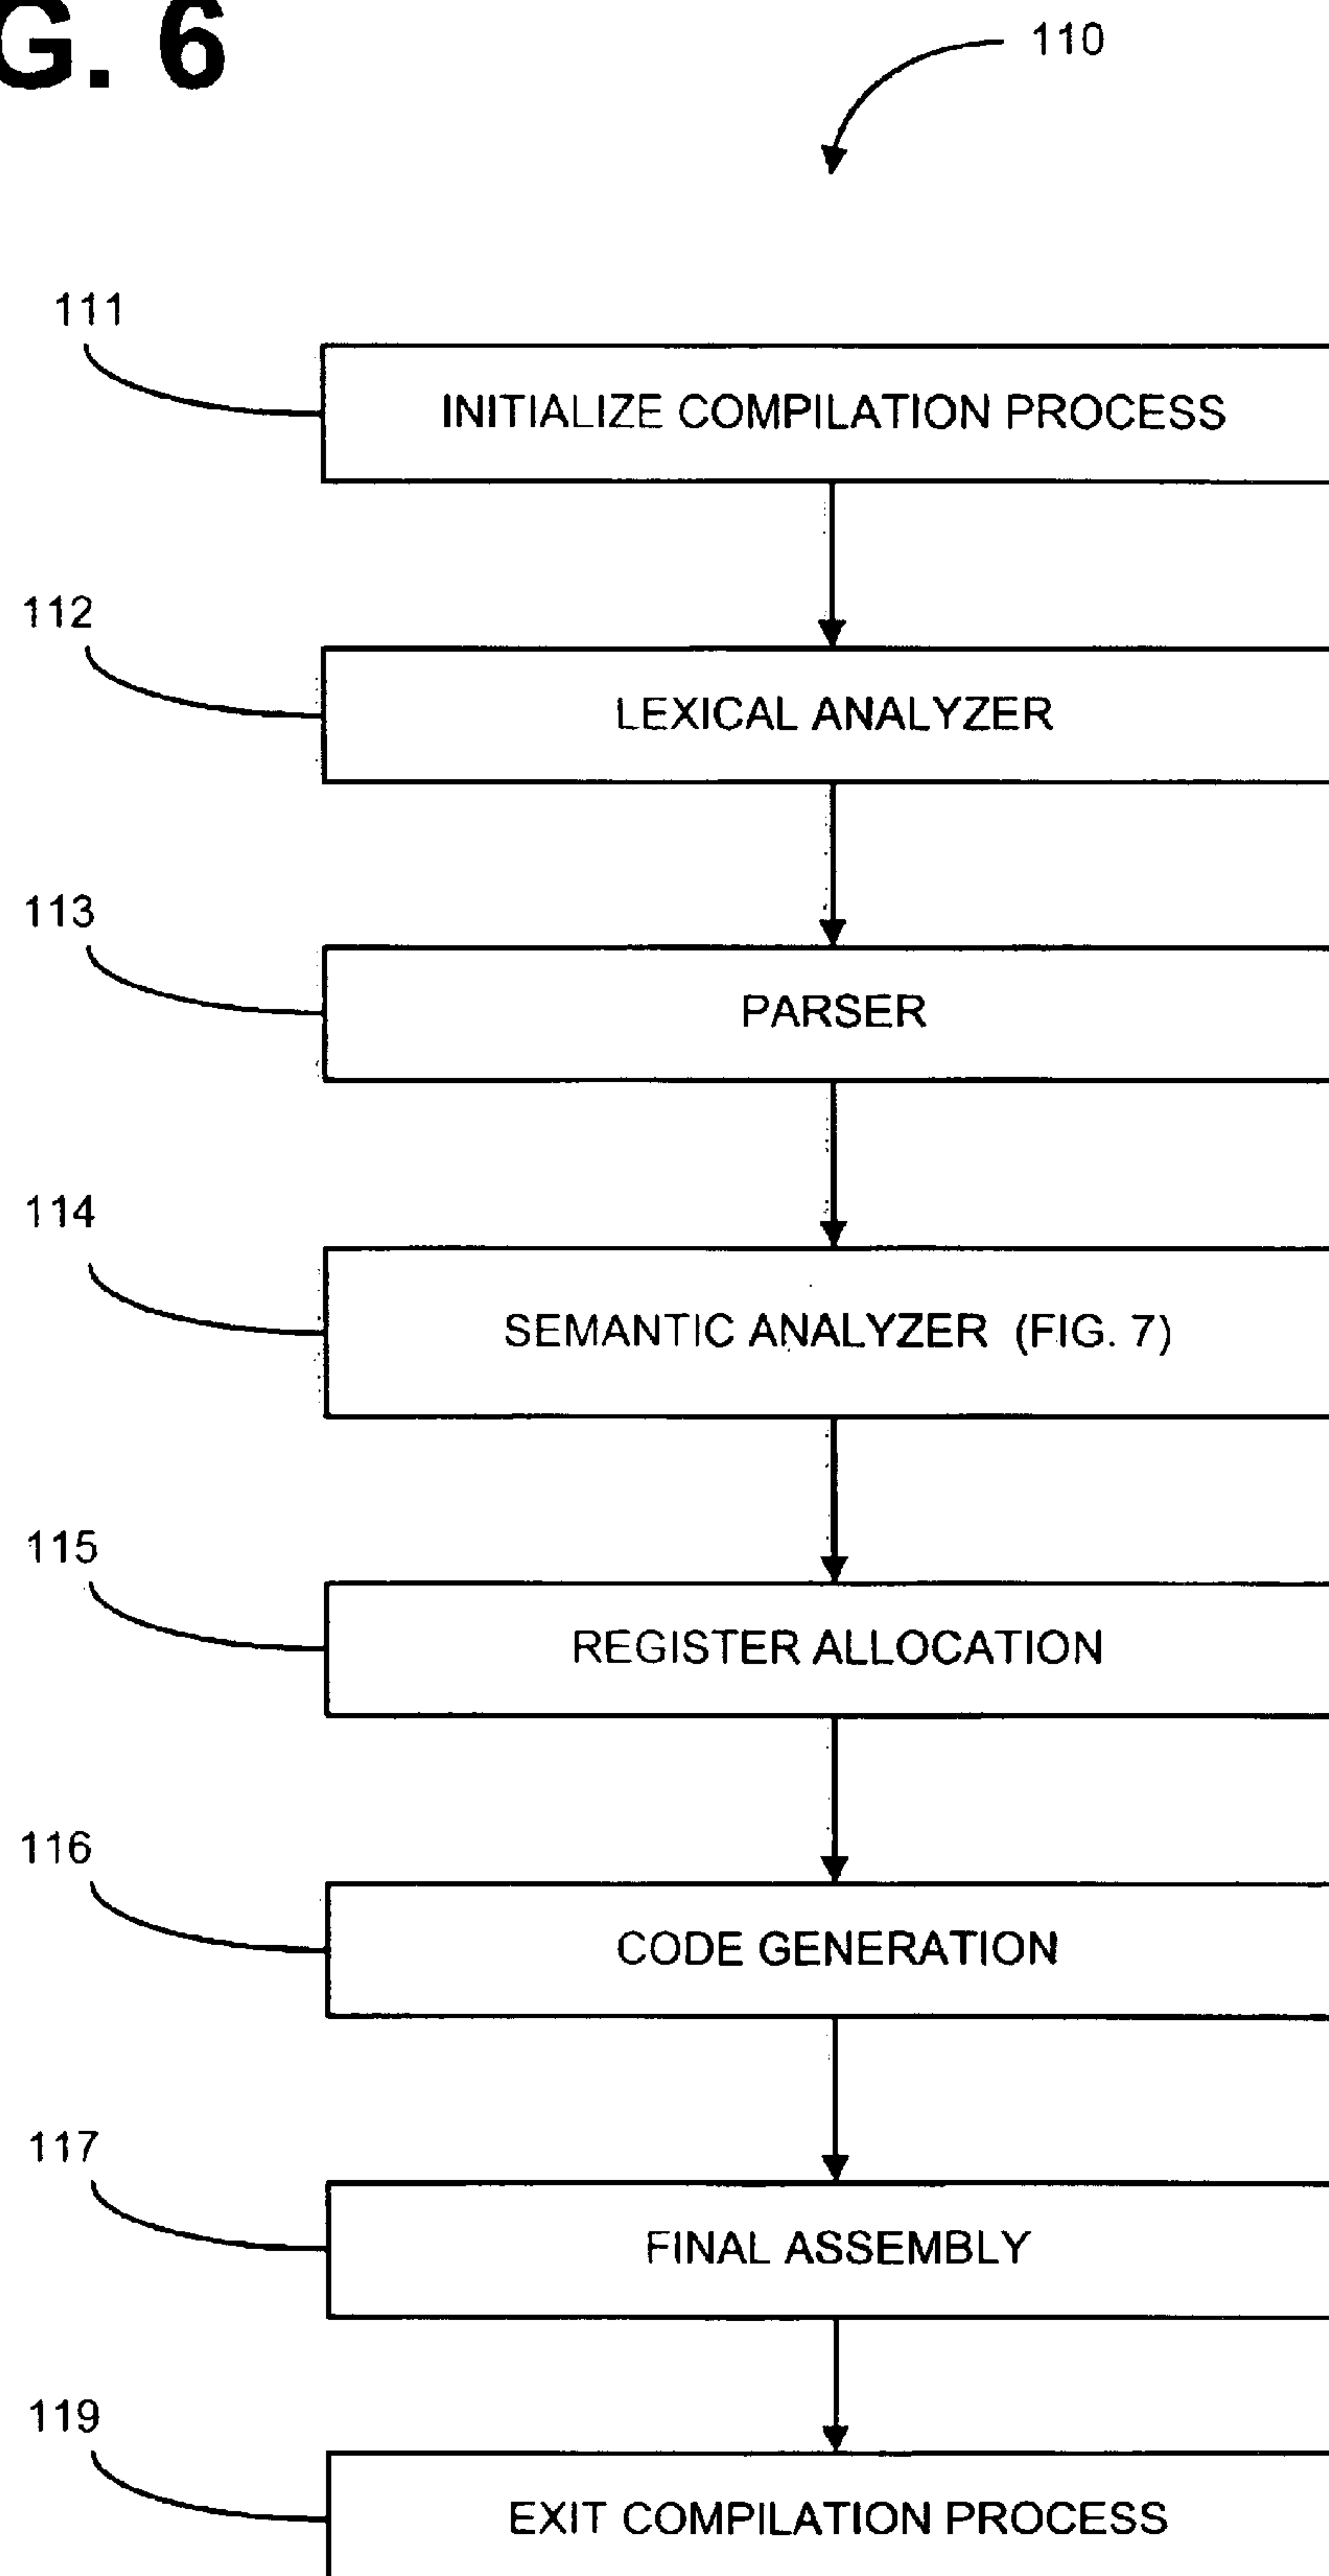 G. 6
110
111
INITIALIZE COMPILATION PROCESS
112
LEXICAL ANALYZER
113
PARSER
114
SEMANTIC ANALYZER (FIG. 7)
115
REGISTER ALLOCATION
116
CODE GENERATION
117
FINAL ASSEMBLY
119
EXIT COMPILATION PROCESS